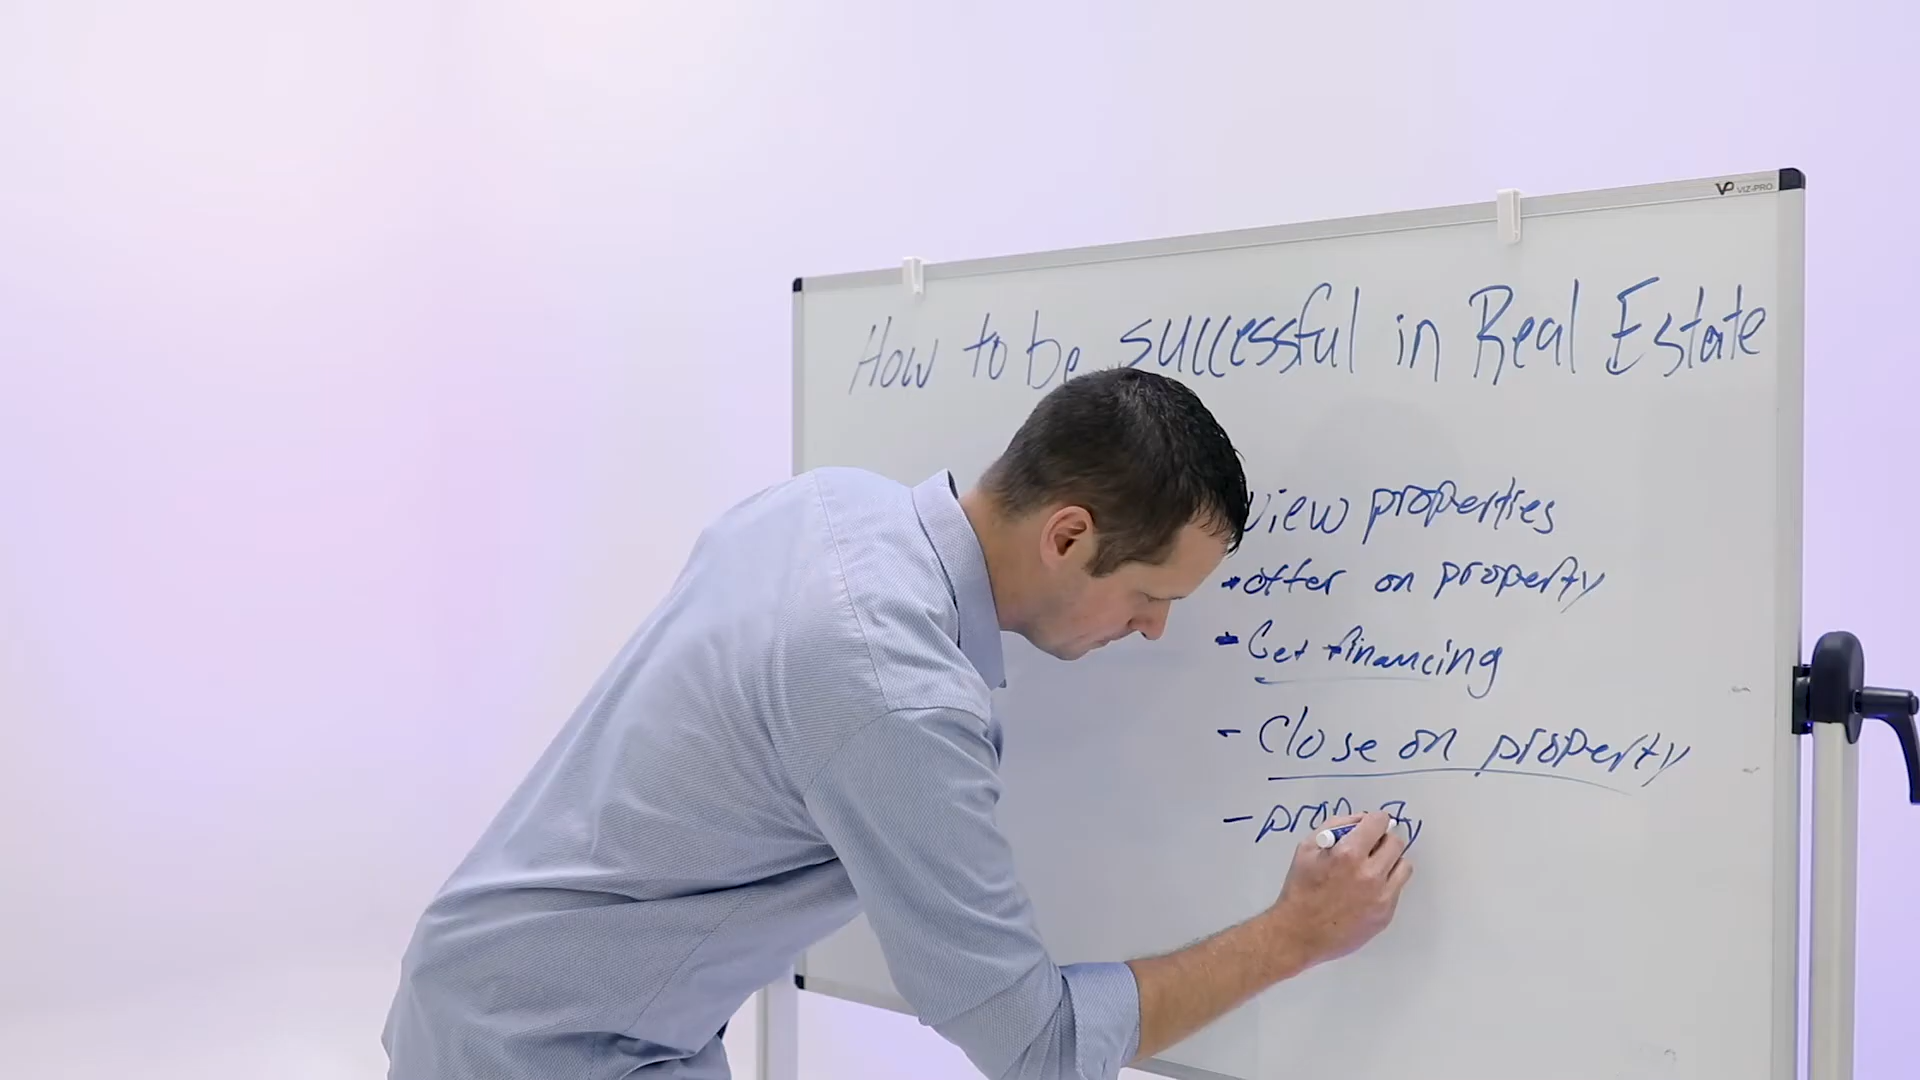 VP VIZ-PRO
How to be successful in Real Estate
view properties
• offer on property
- Get financing
- Close on property
- property